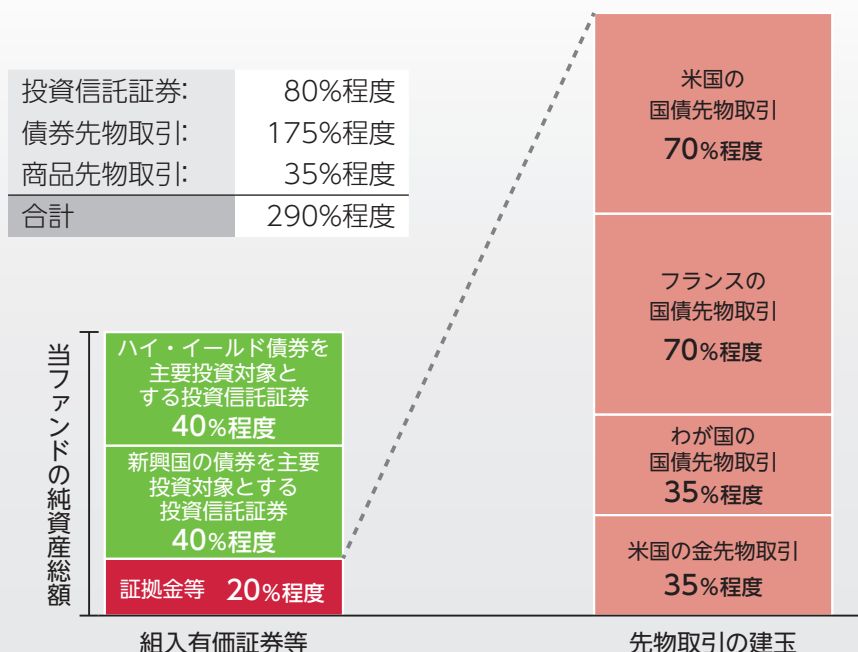 投資信託証券: 80%程度
債券先物取引: 175%程度
商品先物取引: 35%程度
合計 290%程度
当ファンドの純資産総額
ハイ・イールド債券を
主要投資対象と
する投資信託証券
40%程度
新興国の債券を主要
投資対象とする
投資信託証券
40%程度
証拠金等 20%程度
組入有価証券等
米国の
国債先物取引
70%程度
フランスの
国債先物取引
70%程度
わが国の
国債先物取引
35%程度
米国の金先物取引
35%程度
先物取引の建玉